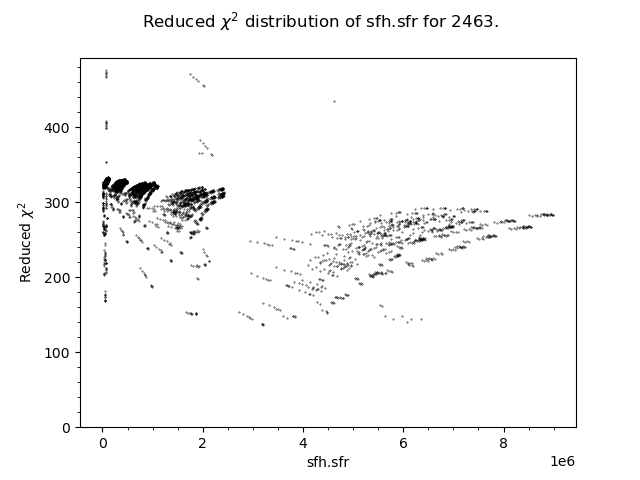 Reduced χ² distribution of sfh.sfr for 2463.
400
300
200
100
0
Reduced χ²
0 2 4 6 8
sfh.sfr
1e6